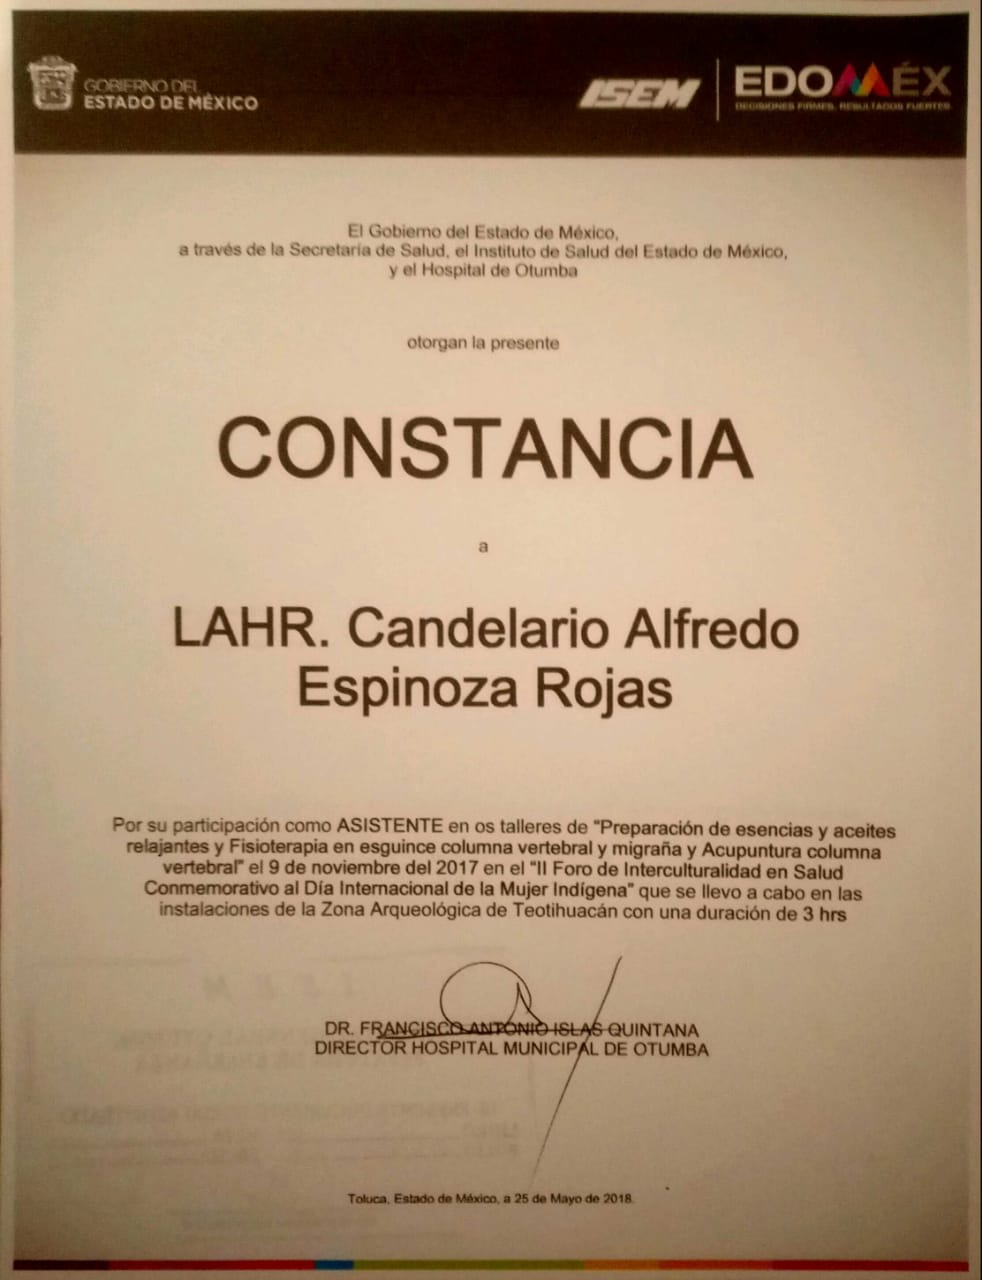 GOBIERNO DEL
ESTADO DE MÉXICO
ISEM
EDOMÉX
DECISIONES FIRMES, RESULTADOS FUERTES.
El Gobierno del Estado de México,
a través de la Secretaría de Salud, el Instituto de Salud del Estado de México,
y el Hospital de Otumba
otorgan la presente
CONSTANCIA
a
LAHR. Candelario Alfredo
Espinoza Rojas
Por su participación como ASISTENTE en os talleres de "Preparación de esencias y aceites
relajantes y Fisioterapia en esguince columna vertebral y migraña y Acupuntura columna
vertebral" el 9 de noviembre del 2017 en el "II Foro de Interculturalidad en Salud
Conmemorativo al Día Internacional de la Mujer Indígena" que se llevo a cabo en las
instalaciones de la Zona Arqueológica de Teotihuacán con una duración de 3 hrs
DR. FRANCISCO ANTONIO ISLAS QUINTANA
DIRECTOR HOSPITAL MUNICIPAL DE OTUMBA
Toluca, Estado de México, a 25 de Mayo de 2018.